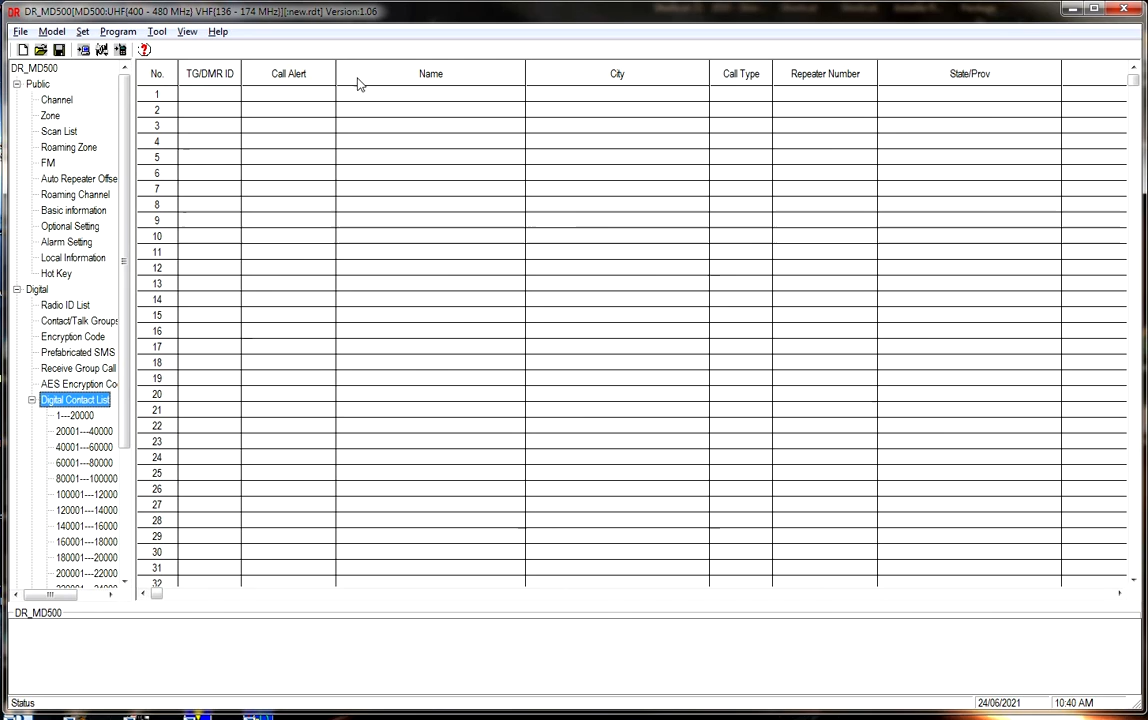 DR_MD500[MD500:UHF(400 - 480 MHz) VHF(136 - 174 MHz)][:new.rdt] Version:1.06
File Model Set Program Tool View Help
DR_MD500
Public
Channel
Zone
Scan List
Roaming Zone
FM
Auto Repeater Offse
Roaming Channel
Basic information
Optional Setting
Alarm Setting
Local Information
Hot Key
Digital
Radio ID List
Contact/Talk Groups
Encryption Code
Prefabricated SMS
Receive Group Call
AES Encryption Co
Digital Contact List
1---20000
20001---40000
40001---60000
60001---80000
80001---100000
100001---12000
120001---14000
140001---16000
160001---18000
180001---20000
200001---22000
No. TG/DMR ID Call Alert Name City Call Type Repeater Number State/Prov
1
2
3
4
5
6
7
8
9
10
11
12
13
14
15
16
17
18
19
20
21
22
23
24
25
26
27
28
29
30
31
32
DR_MD500
Status 24/06/2021 10:40 AM